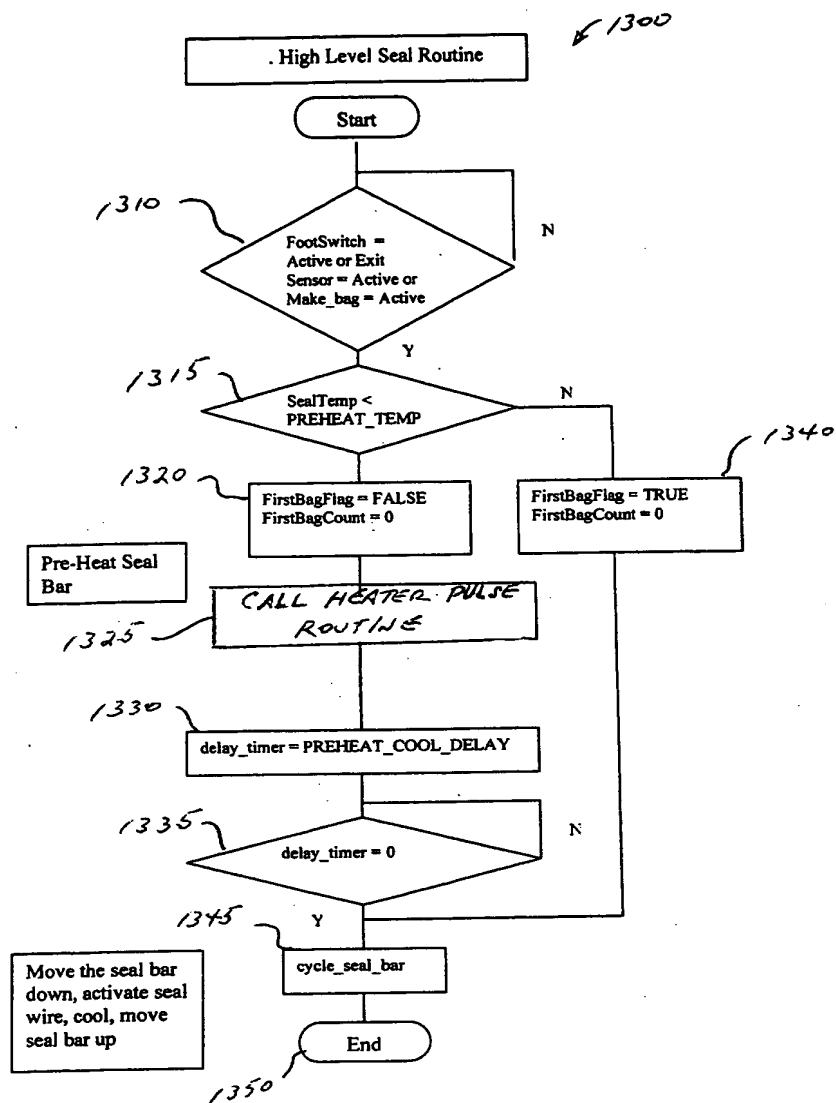 1300
. High Level Seal Routine
Start
1310
FootSwitch =
Active or Exit
Sensor = Active or
Make_bag = Active
N
Y
1315
SealTemp <
PREHEAT_TEMP
N
1340
1320
FirstBagFlag = FALSE
FirstBagCount = 0
FirstBagFlag = TRUE
FirstBagCount = 0
Pre-Heat Seal
Bar
CALL HEATER PULSE
ROUTINE
1325
1330
delay_timer = PREHEAT_COOL_DELAY
1335
delay_timer = 0
N
Y
1345
cycle_seal_bar
Move the seal bar
down, activate seal
wire, cool, move
seal bar up
End
1350